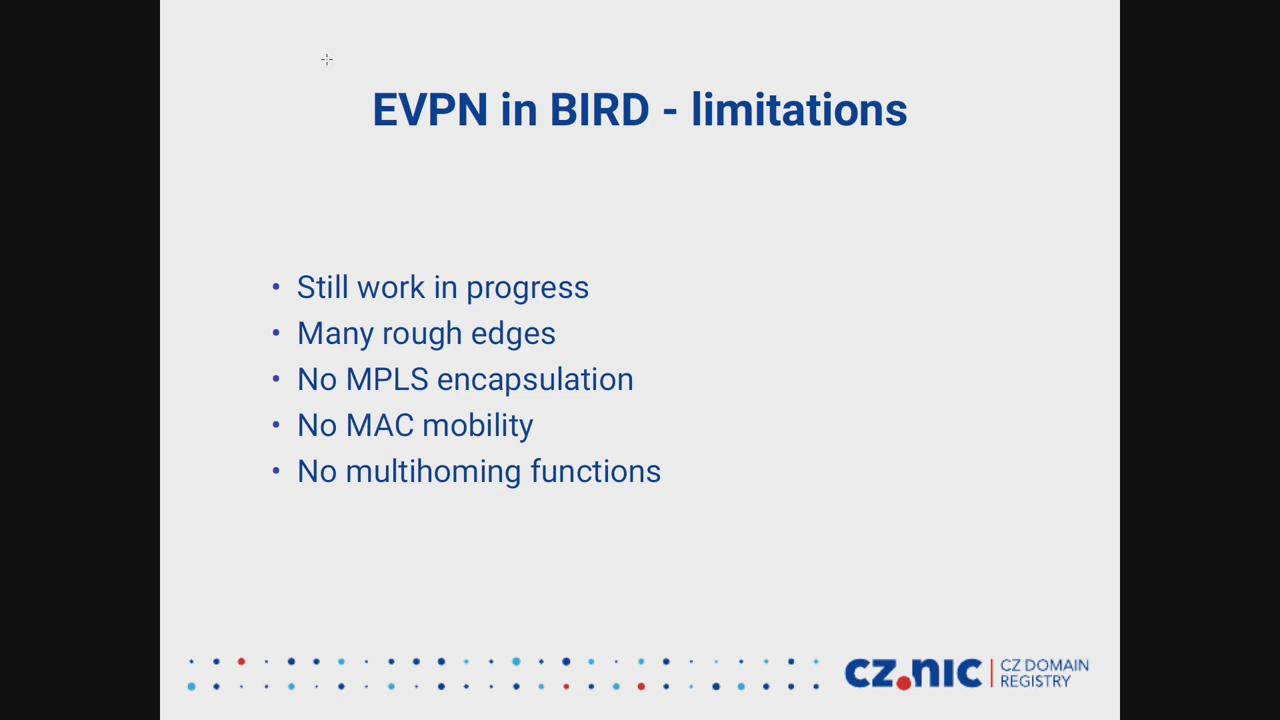 EVPN in BIRD - limitations
• Still work in progress
• Many rough edges
• No MPLS encapsulation
• No MAC mobility
• No multihoming functions
cz.nic | CZ DOMAIN
REGISTRY